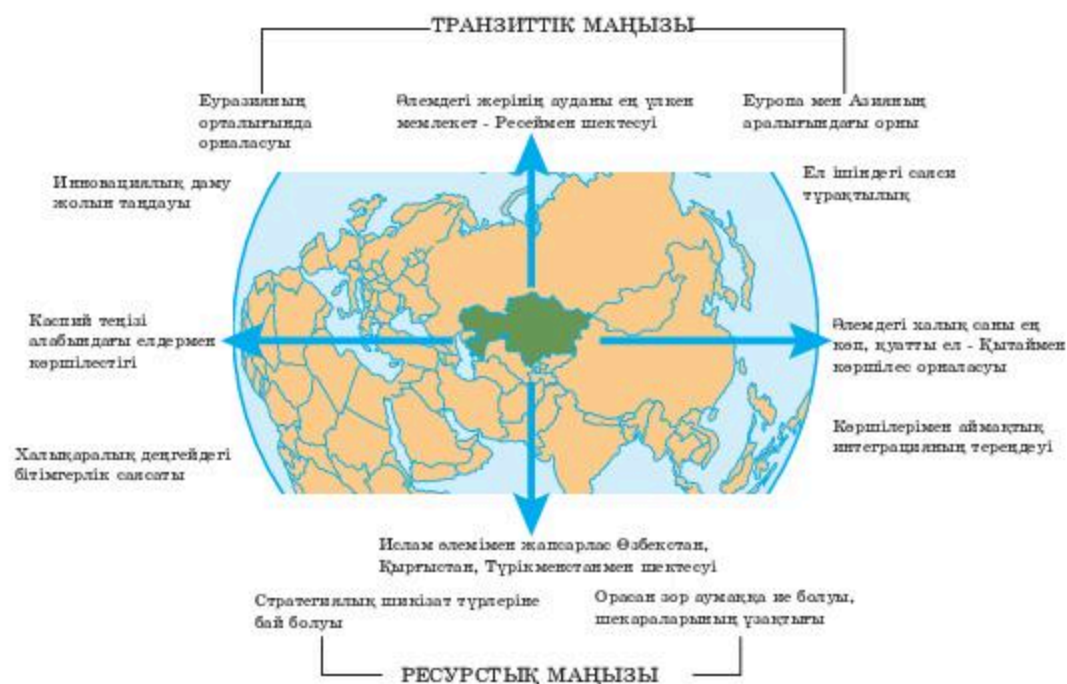 ТРАНЗИТТІК МАҢЫЗЫ
Еуразияның
орталығында
орналасуы
Әлемдегі жерінің ауданы ең үлкен
мемлекет - Ресеймен шектесуі
Еуропа мен Азияның
аралығындағы орны
Инновациялық даму
жолын таңдауы
Ел ішіндегі саяси
тұрақтылық
Каспий теңізі
алабындағы елдермен
көршілестігі
Әлемдегі халық саны ең
көп, қуатты ел - Қытаймен
көршілес орналасуы
Халықаралық деңгейдегі
бітімгерлік саясаты
Көршілерімен аймақтық
интеграцияның тереңдеуі
Ислам әлемімен жапсарлас Өзбекстан,
Қырғыстан, Түрікменстанмен шектесуі
Стратегиялық шикізат түрлеріне
бай болуы
Орасан зор аумаққа ие болуы,
шекараларының ұзақтығы
РЕСУРСТЫҚ МАҢЫЗЫ